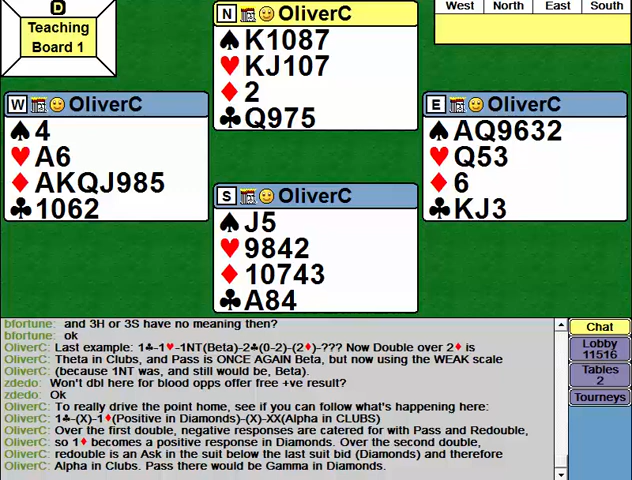 D
Teaching
Board 1
N OliverC
♠ K1087
♥ KJ107
♦ 2
♣ Q975
West North East South
W OliverC
♠ 4
♥ A6
♦ AKQJ985
♣ 1062
E OliverC
♠ AQ9632
♥ Q53
♦ 6
♣ KJ3
S OliverC
♠ J5
♥ 9842
♦ 10743
♣ A84
bfortune: and 3H or 3S have no meaning then?
bfortune: ok
OliverC: Last example: 1♣-1♥-1NT(Beta)-2♣(0-2)-(2♦)-??? Now Double over 2♦ is
OliverC: Theta in Clubs, and Pass is ONCE AGAIN Beta, but now using the WEAK scale
OliverC: (because 1NT was, and still would be, Beta).
zdedo: Won't dbl here for blood opps offer free +ve result?
zdedo: Ok
OliverC: To really drive the point home, see if you can follow what's happening here:
OliverC: 1♣-(X)-1♦(Positive in Diamonds)-(X)-XX(Alpha in CLUBS)
OliverC: Over the first double, negative responses are catered for with Pass and Redouble,
OliverC: so 1♦ becomes a positive response in Diamonds. Over the second double,
OliverC: redouble is an Ask in the suit below the last suit bid (Diamonds) and therefore
OliverC: Alpha in Clubs. Pass there would be Gamma in Diamonds.
Chat
Lobby
11516
Tables
2
Tourneys